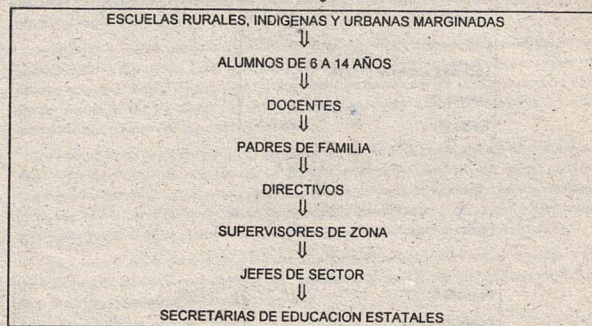 ESCUELAS RURALES, INDIGENAS Y URBANAS MARGINADAS
ALUMNOS DE 6 A 14 AÑOS
DOCENTES
PADRES DE FAMILIA
DIRECTIVOS
SUPERVISORES DE ZONA
JEFES DE SECTOR
SECRETARIAS DE EDUCACION ESTATALES